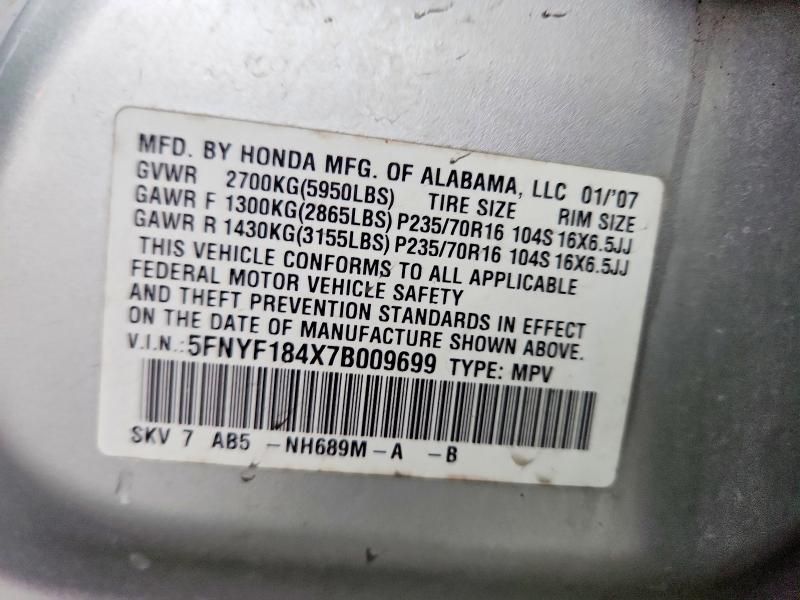 MFD. BY HONDA MFG. OF ALABAMA, LLC 01/'07
GVWR 2700KG(5950LBS) TIRE SIZE RIM SIZE
GAWR F 1300KG(2865LBS) P235/70R16 104S 16X6.5JJ
GAWR R 1430KG(3155LBS) P235/70R16 104S 16X6.5JJ
THIS VEHICLE CONFORMS TO ALL APPLICABLE
FEDERAL MOTOR VEHICLE SAFETY
AND THEFT PREVENTION STANDARDS IN EFFECT
ON THE DATE OF MANUFACTURE SHOWN ABOVE.
V.I.N.: 5FNYF184X7B009699 TYPE: MPV
SKV 7 AB5 -NH689M-A -B